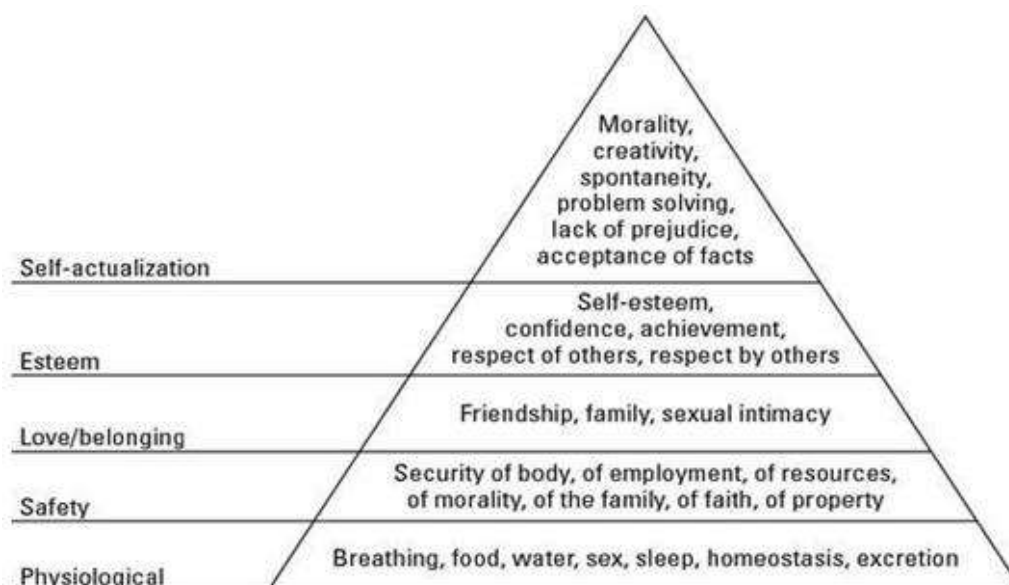 Morality,
creativity,
spontaneity,
problem solving,
lack of prejudice,
acceptance of facts
Self-actualization
Self-esteem,
confidence, achievement,
respect of others, respect by others
Esteem
Friendship, family, sexual intimacy
Love/belonging
Security of body, of employment, of resources,
of morality, of the family, of faith, of property
Safety
Breathing, food, water, sex, sleep, homeostasis, excretion
Physiological